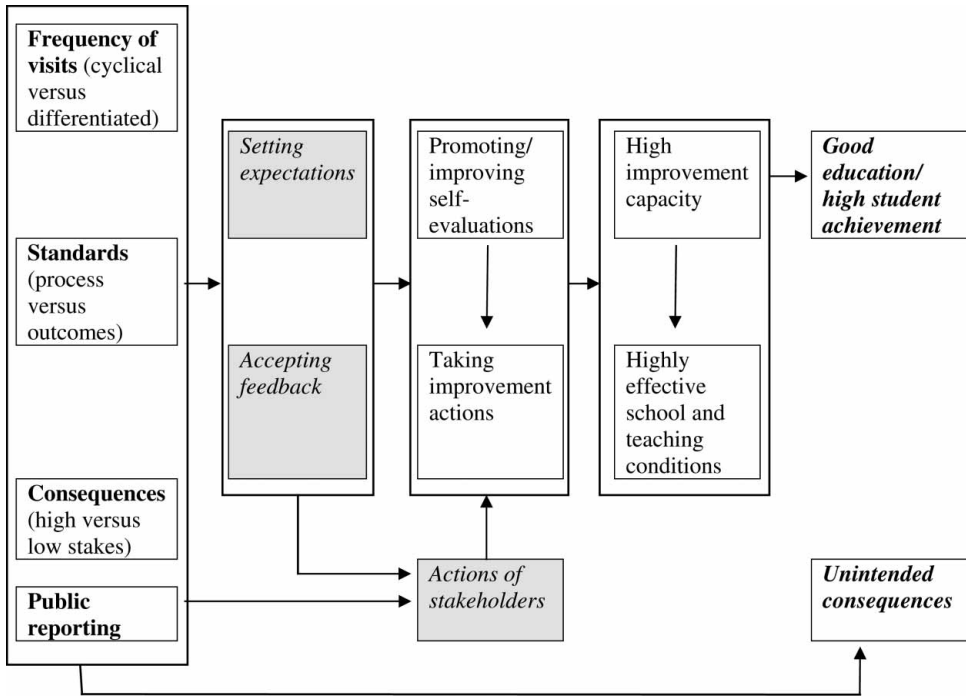 Frequency of
visits (cyclical
versus
differentiated)
Standards
(process
versus
outcomes)
Consequences
(high versus
low stakes)
Public
reporting
Setting
expectations
Accepting
feedback
Promoting/
improving
self-
evaluations
Taking
improvement
actions
Actions of
stakeholders
High
improvement
capacity
Highly
effective
school and
teaching
conditions
Good
education/
high student
achievement
Unintended
consequences